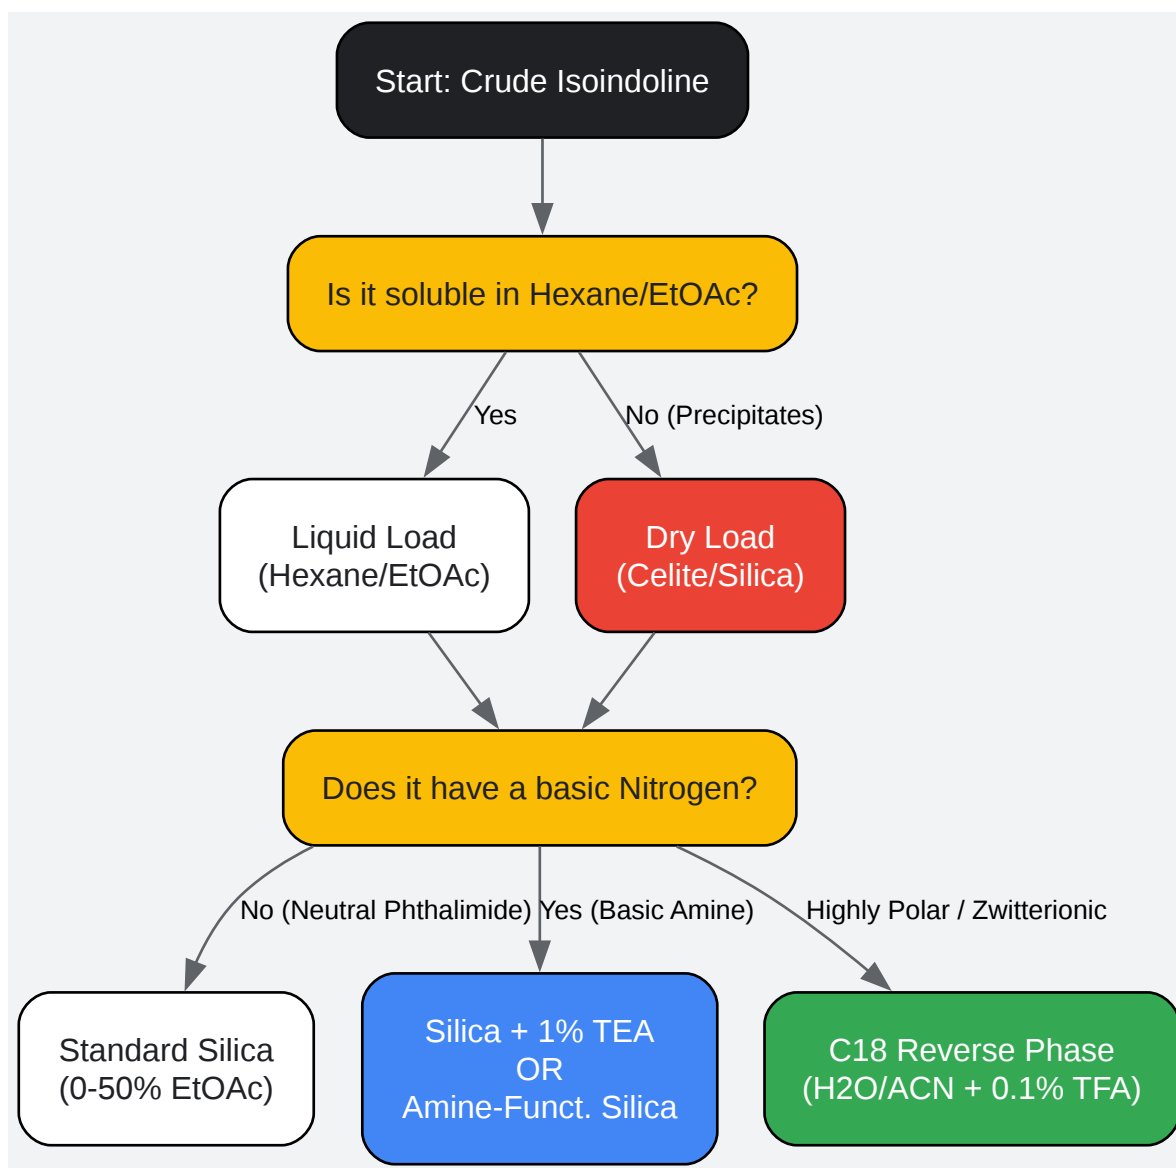 Start: Crude Isoindoline
Is it soluble in Hexane/EtOAc?
Yes
No (Precipitates)
Liquid Load
(Hexane/EtOAc)
Dry Load
(Celite/Silica)
Does it have a basic Nitrogen?
No (Neutral Phthalimide)
Yes (Basic Amine)
Highly Polar / Zwitterionic
Standard Silica
(0-50% EtOAc)
Silica + 1% TEA
OR
Amine-Funct. Silica
C18 Reverse Phase
(H2O/ACN + 0.1% TFA)